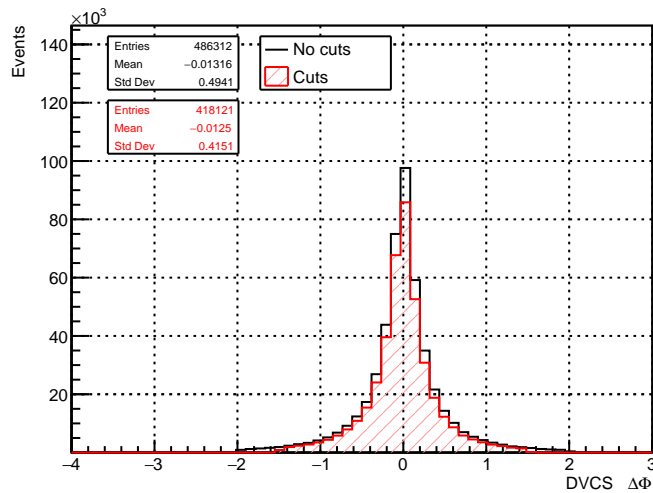 ×10³
Events
140
120
100
80
60
40
20
Entries 486312
Mean −0.01316
Std Dev 0.4941
Entries 418121
Mean −0.0125
Std Dev 0.4151
No cuts
Cuts
−4 −3 −2 −1 0 1 2 3
DVCS ΔΦ